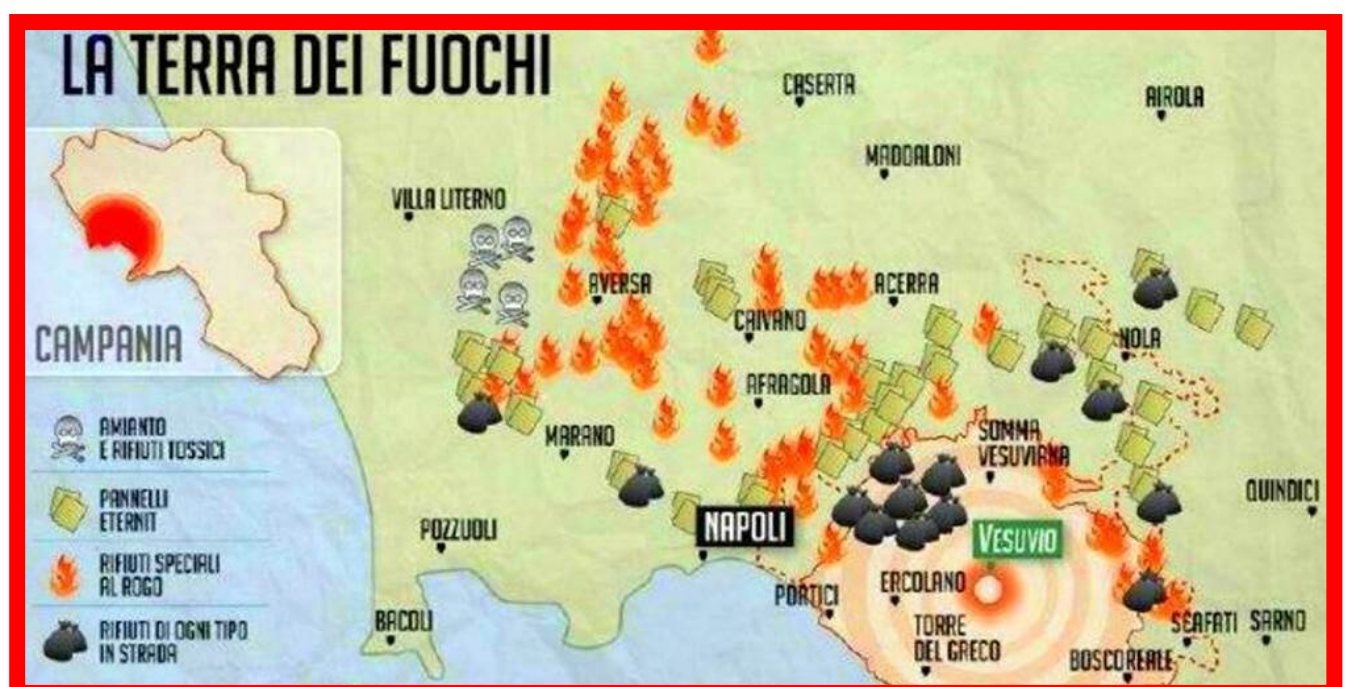 LA TERRA DEI FUOCHI
CASERTA
AIROLA
MADDALONI
VILLA LITERNO
AVERSA
ACERRA
CAIVANO
NOLA
CAMPANIA
AFRAGOLA
AMIANTO
E RIFIUTI TOSSICI
MARANO
SOMMA
VESUVIANA
QUINDICI
PANNELLI
ETERNIT
POZZUOLI
NAPOLI
VESUVIO
RIFIUTI SPECIALI
AL ROGO
PORTICI
ERCOLANO
BACOLI
RIFIUTI DI OGNI TIPO
IN STRADA
TORRE
DEL GRECO
SCAFATI
SARNO
BOSCOREALE